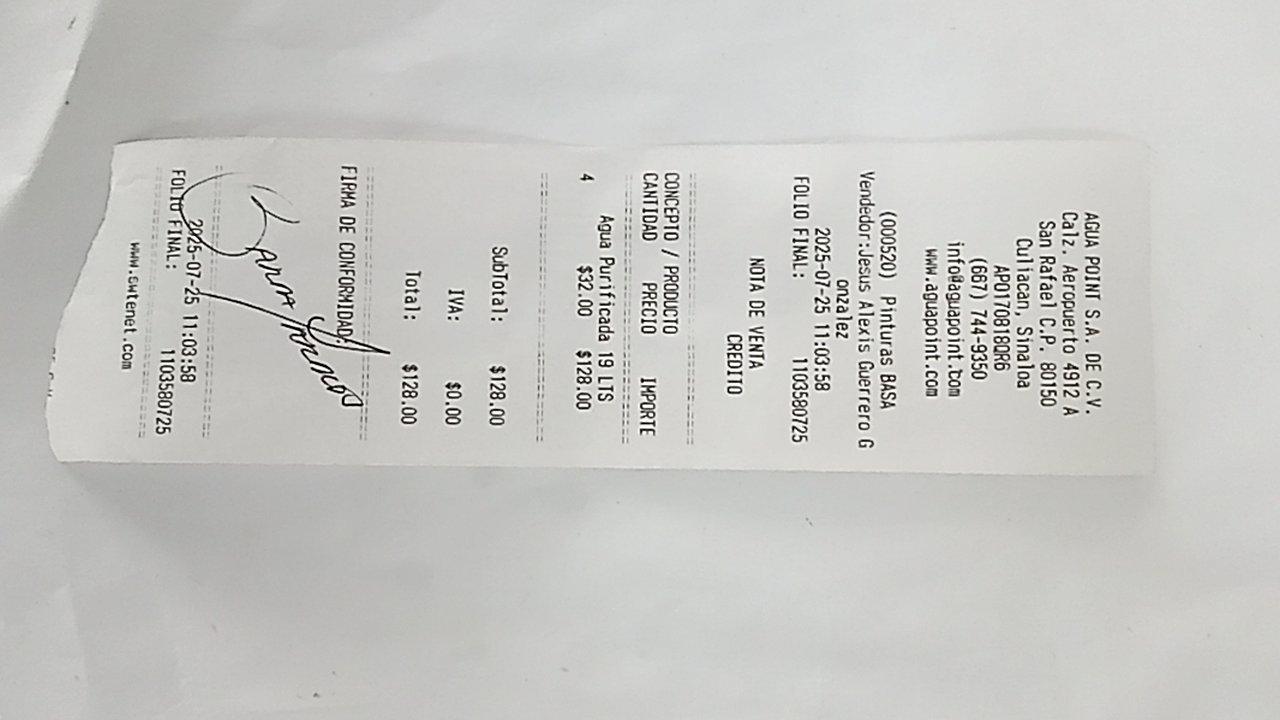 AGUA POINT S.A. DE C.V.
Calz. Aeropuerto 4912 A
San Rafael C.P. 80150
Culiacan, Sinaloa
APO170818QR6
(667) 744-9350
info@aguapoint.com
www.aguapoint.com
(000520) Pinturas BASA
Vendedor:Jesus Alexis Guerrero G
onzalez
2025-07-25 11:03:58
FOLIO FINAL: 1103580725
NOTA DE VENTA
CREDITO
CONCEPTO / PRODUCTO
CANTIDAD PRECIO IMPORTE
Agua Purificada 19 LTS
4 $32.00 $128.00
SubTotal: $128.00
IVA: $0.00
Total: $128.00
FIRMA DE CONFORMIDAD:
2025-07-25 11:03:58
FOLIO FINAL: 1103580725
www.swtenet.com